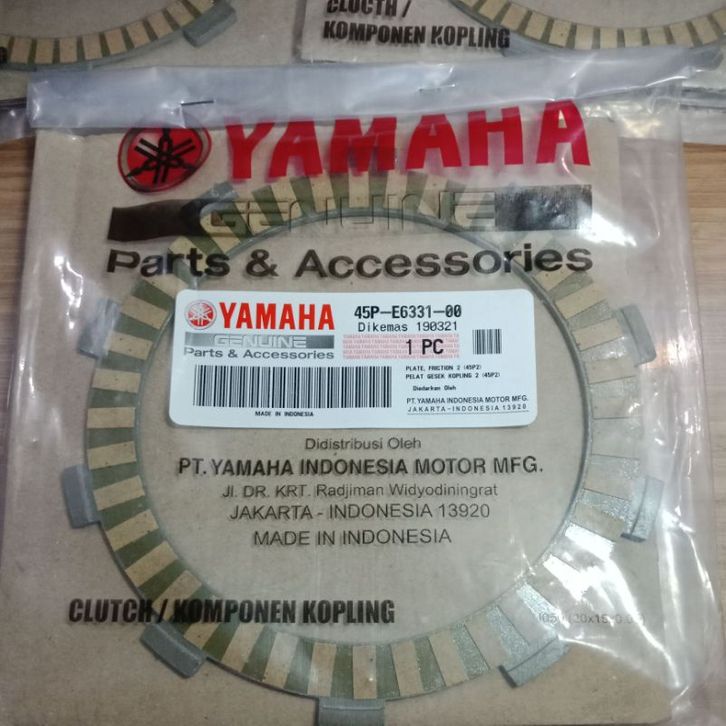 CLUCTH /
KOMPONEN KOPLING
KOMPONEN KOPLING
YAMAHA
GENUINE
Parts & Accessories
YAMAHA
GENUINE
Parts & Accessories
MADE IN INDONESIA
45P-E6331-00
Dikemas 190321
1 PC
PLATE, FRICTION 2 (45P2)
PELAT GESEK KOPLING 2 (45P2)
Diedarkan Oleh
PT. YAMAHA INDONESIA MOTOR MFG.
JAKARTA-INDONESIA 13920
Didistribusi Oleh
PT. YAMAHA INDONESIA MOTOR MFG.
Jl. DR. KRT. Radjiman Widyodiningrat
JAKARTA - INDONESIA 13920
MADE IN INDONESIA
CLUTCH / KOMPONEN KOPLING